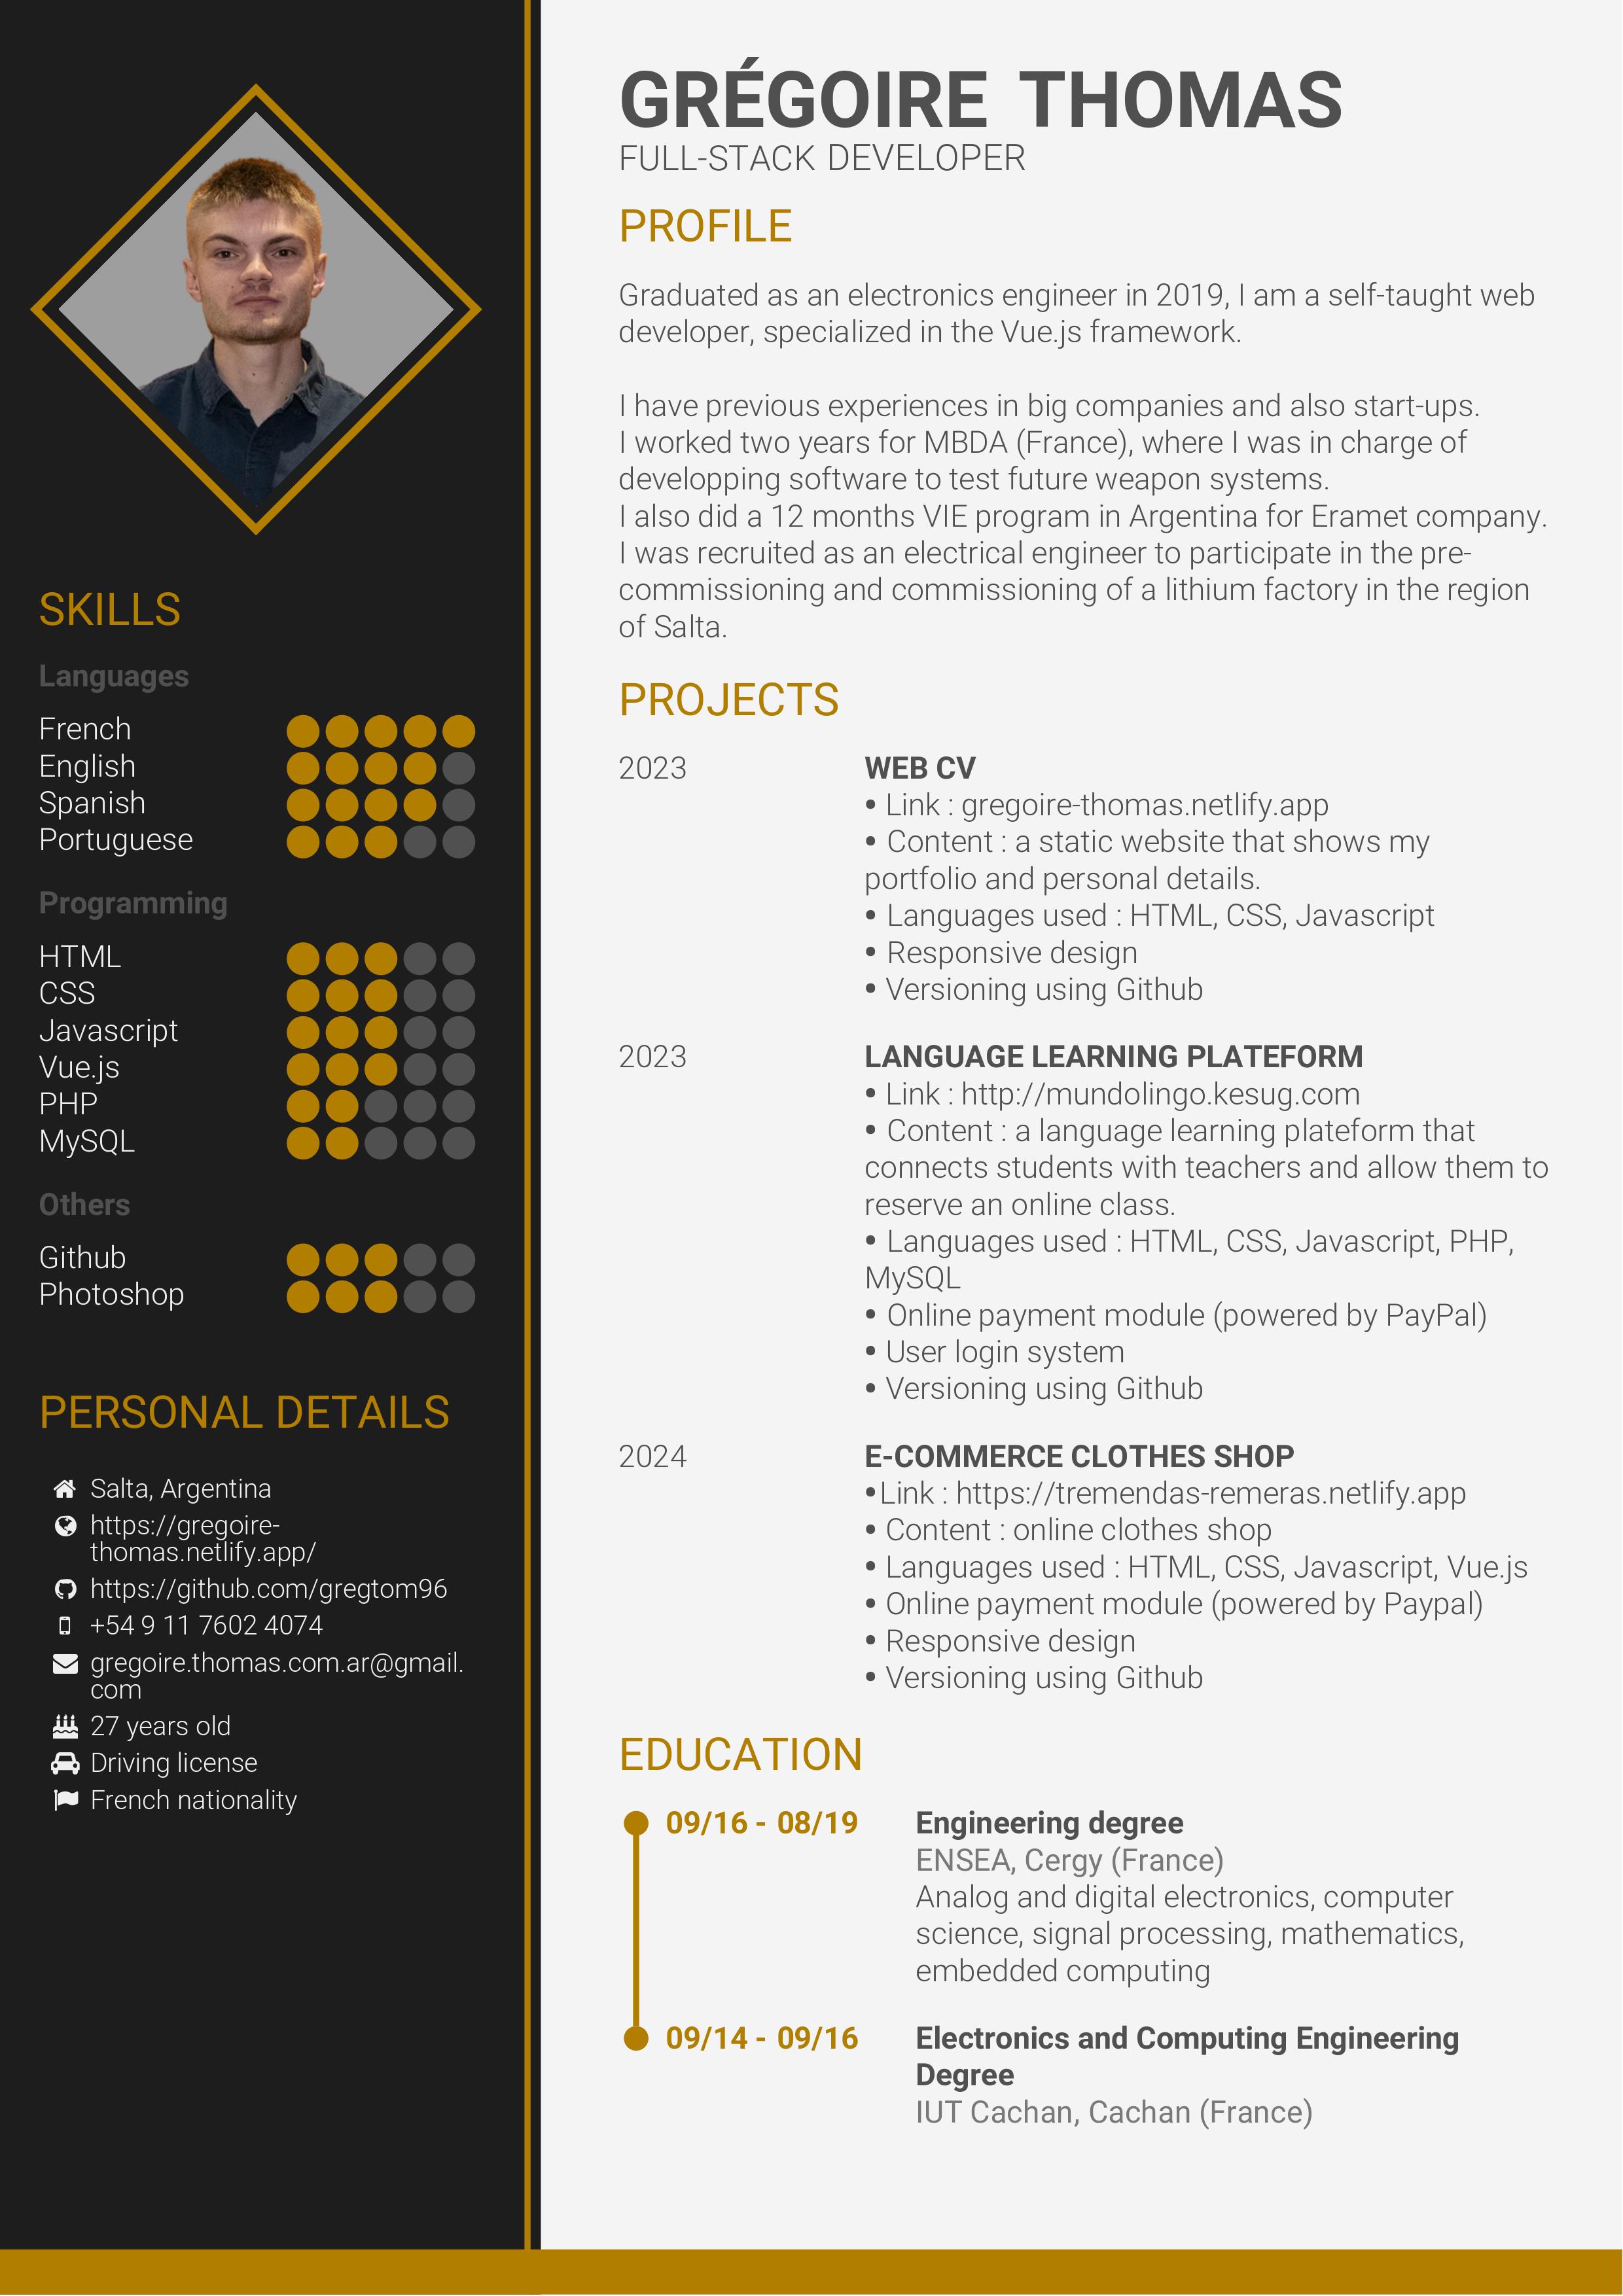 GRÉGOIRE THOMAS
FULL-STACK DEVELOPER
PROFILE
Graduated as an electronics engineer in 2019, I am a self-taught web
developer, specialized in the Vue.js framework.
I have previous experiences in big companies and also start-ups.
I worked two years for MBDA (France), where I was in charge of
developping software to test future weapon systems.
I also did a 12 months VIE program in Argentina for Eramet company.
I was recruited as an electrical engineer to participate in the pre-
commissioning and commissioning of a lithium factory in the region
of Salta.
PROJECTS
2023
WEB CV
• Link : gregoire-thomas.netlify.app
• Content : a static website that shows my
portfolio and personal details.
• Languages used : HTML, CSS, Javascript
• Responsive design
• Versioning using Github
2023
LANGUAGE LEARNING PLATEFORM
• Link : http://mundolingo.kesug.com
• Content : a language learning plateform that
connects students with teachers and allow them to
reserve an online class.
• Languages used : HTML, CSS, Javascript, PHP,
MySQL
• Online payment module (powered by PayPal)
• User login system
• Versioning using Github
2024
E-COMMERCE CLOTHES SHOP
•Link : https://tremendas-remeras.netlify.app
• Content : online clothes shop
• Languages used : HTML, CSS, Javascript, Vue.js
• Online payment module (powered by Paypal)
• Responsive design
• Versioning using Github
EDUCATION
09/16 - 08/19
Engineering degree
ENSEA, Cergy (France)
Analog and digital electronics, computer
science, signal processing, mathematics,
embedded computing
09/14 - 09/16
Electronics and Computing Engineering
Degree
IUT Cachan, Cachan (France)
SKILLS
Languages
French
English
Spanish
Portuguese
Programming
HTML
CSS
Javascript
Vue.js
PHP
MySQL
Others
Github
Photoshop
PERSONAL DETAILS
Salta, Argentina
https://gregoire-
thomas.netlify.app/
https://github.com/gregtom96
+54 9 11 7602 4074
gregoire.thomas.com.ar@gmail.
com
27 years old
Driving license
French nationality